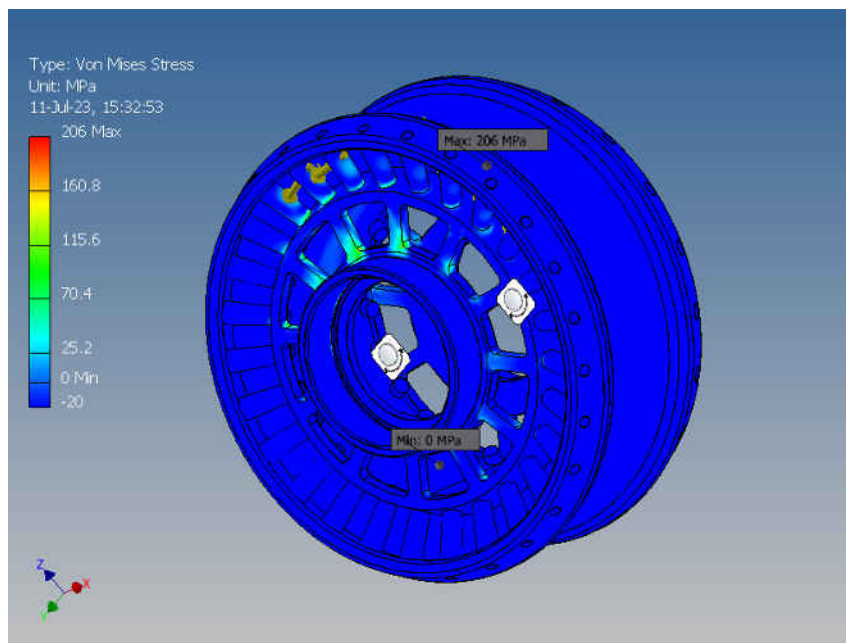 Type: Von Mises Stress
Unit: MPa
11-Jul-23, 15:32:53
206 Max
160.8
115.6
70.4
25.2
0 Min
-20
Max: 206 MPa
Min: 0 MPa
Z
X
Y